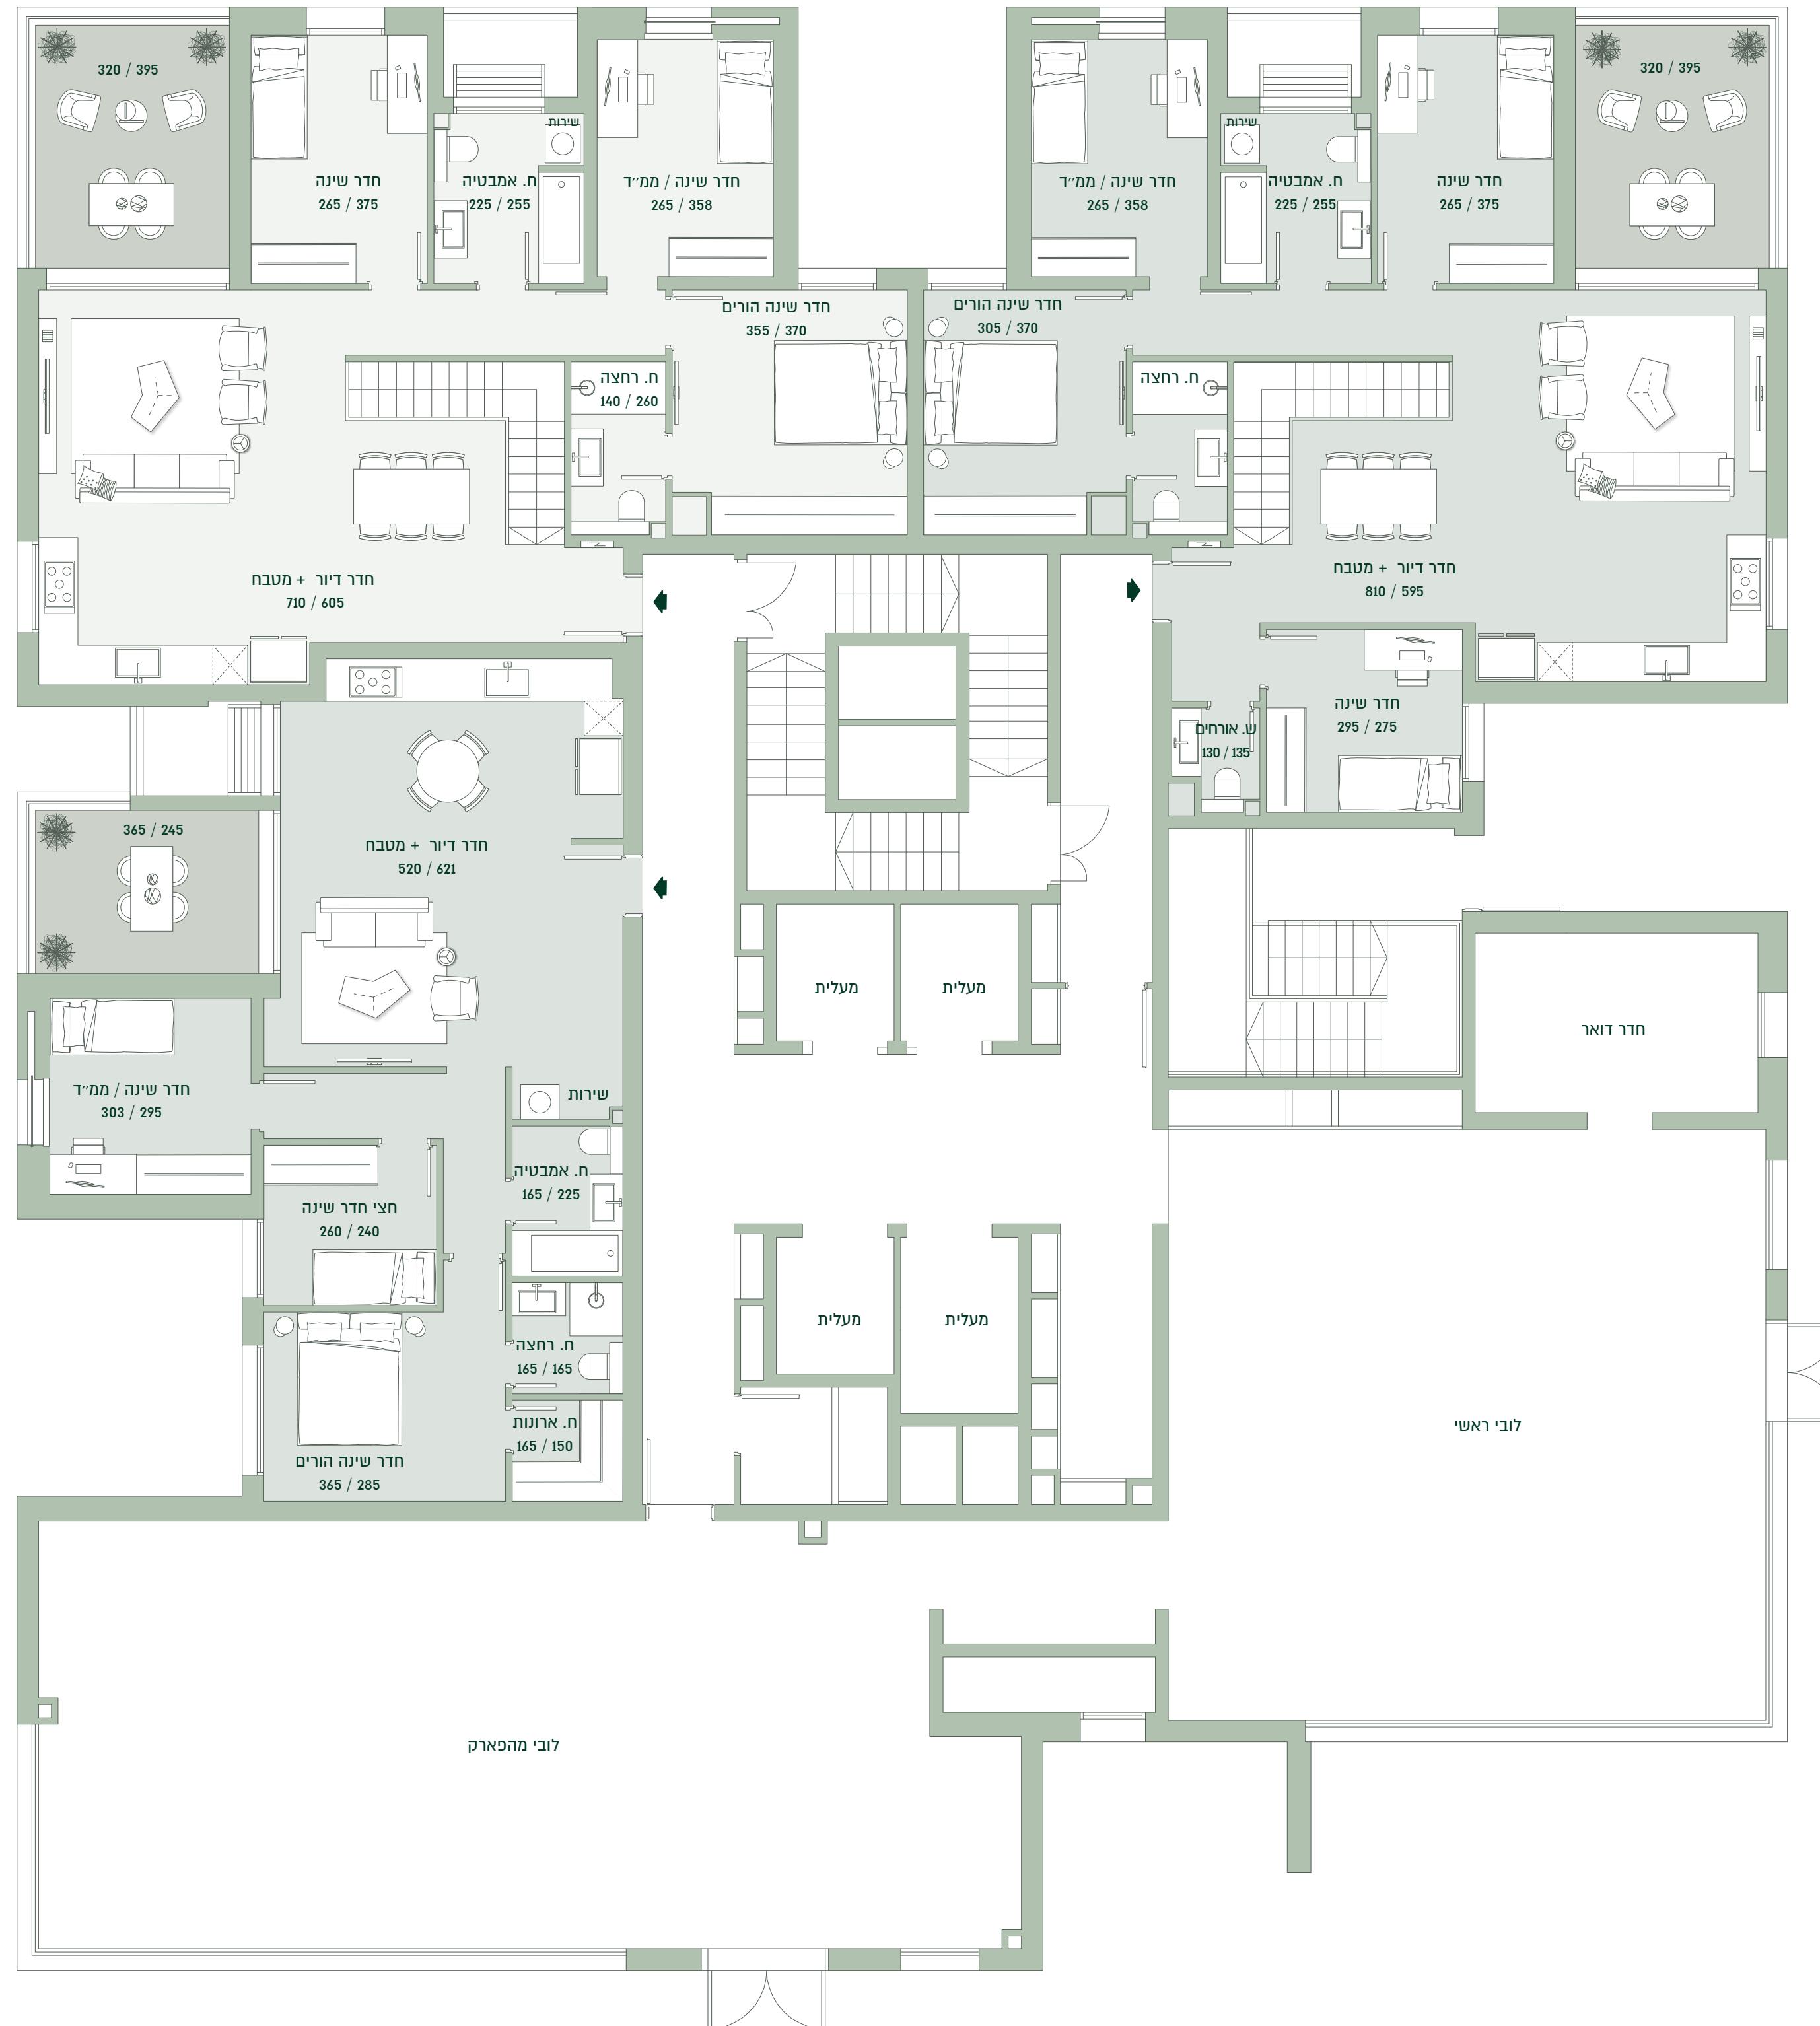 320 / 395
חדר שינה
265 / 375
שירות
ח. אמבטיה
225 / 255
חדר שינה / ממ״ד
265 / 358
חדר שינה הורים
355 / 370
ח. רחצה
140 / 260
חדר דיור + מטבח
710 / 605
חדר שינה / ממ״ד
265 / 358
שירות
ח. אמבטיה
225 / 255
חדר שינה
265 / 375
320 / 395
חדר שינה הורים
305 / 370
ח. רחצה
חדר דיור + מטבח
810 / 595
חדר שינה
295 / 275
ש. אורחים
130 / 135
365 / 245
חדר דיור + מטבח
520 / 621
חדר שינה / ממ״ד
303 / 295
שירות
ח. אמבטיה
165 / 225
חצי חדר שינה
260 / 240
ח. רחצה
165 / 165
ח. ארונות
165 / 150
חדר שינה הורים
365 / 285
מעלית
מעלית
מעלית
מעלית
חדר דואר
לובי ראשי
לובי מהפארק